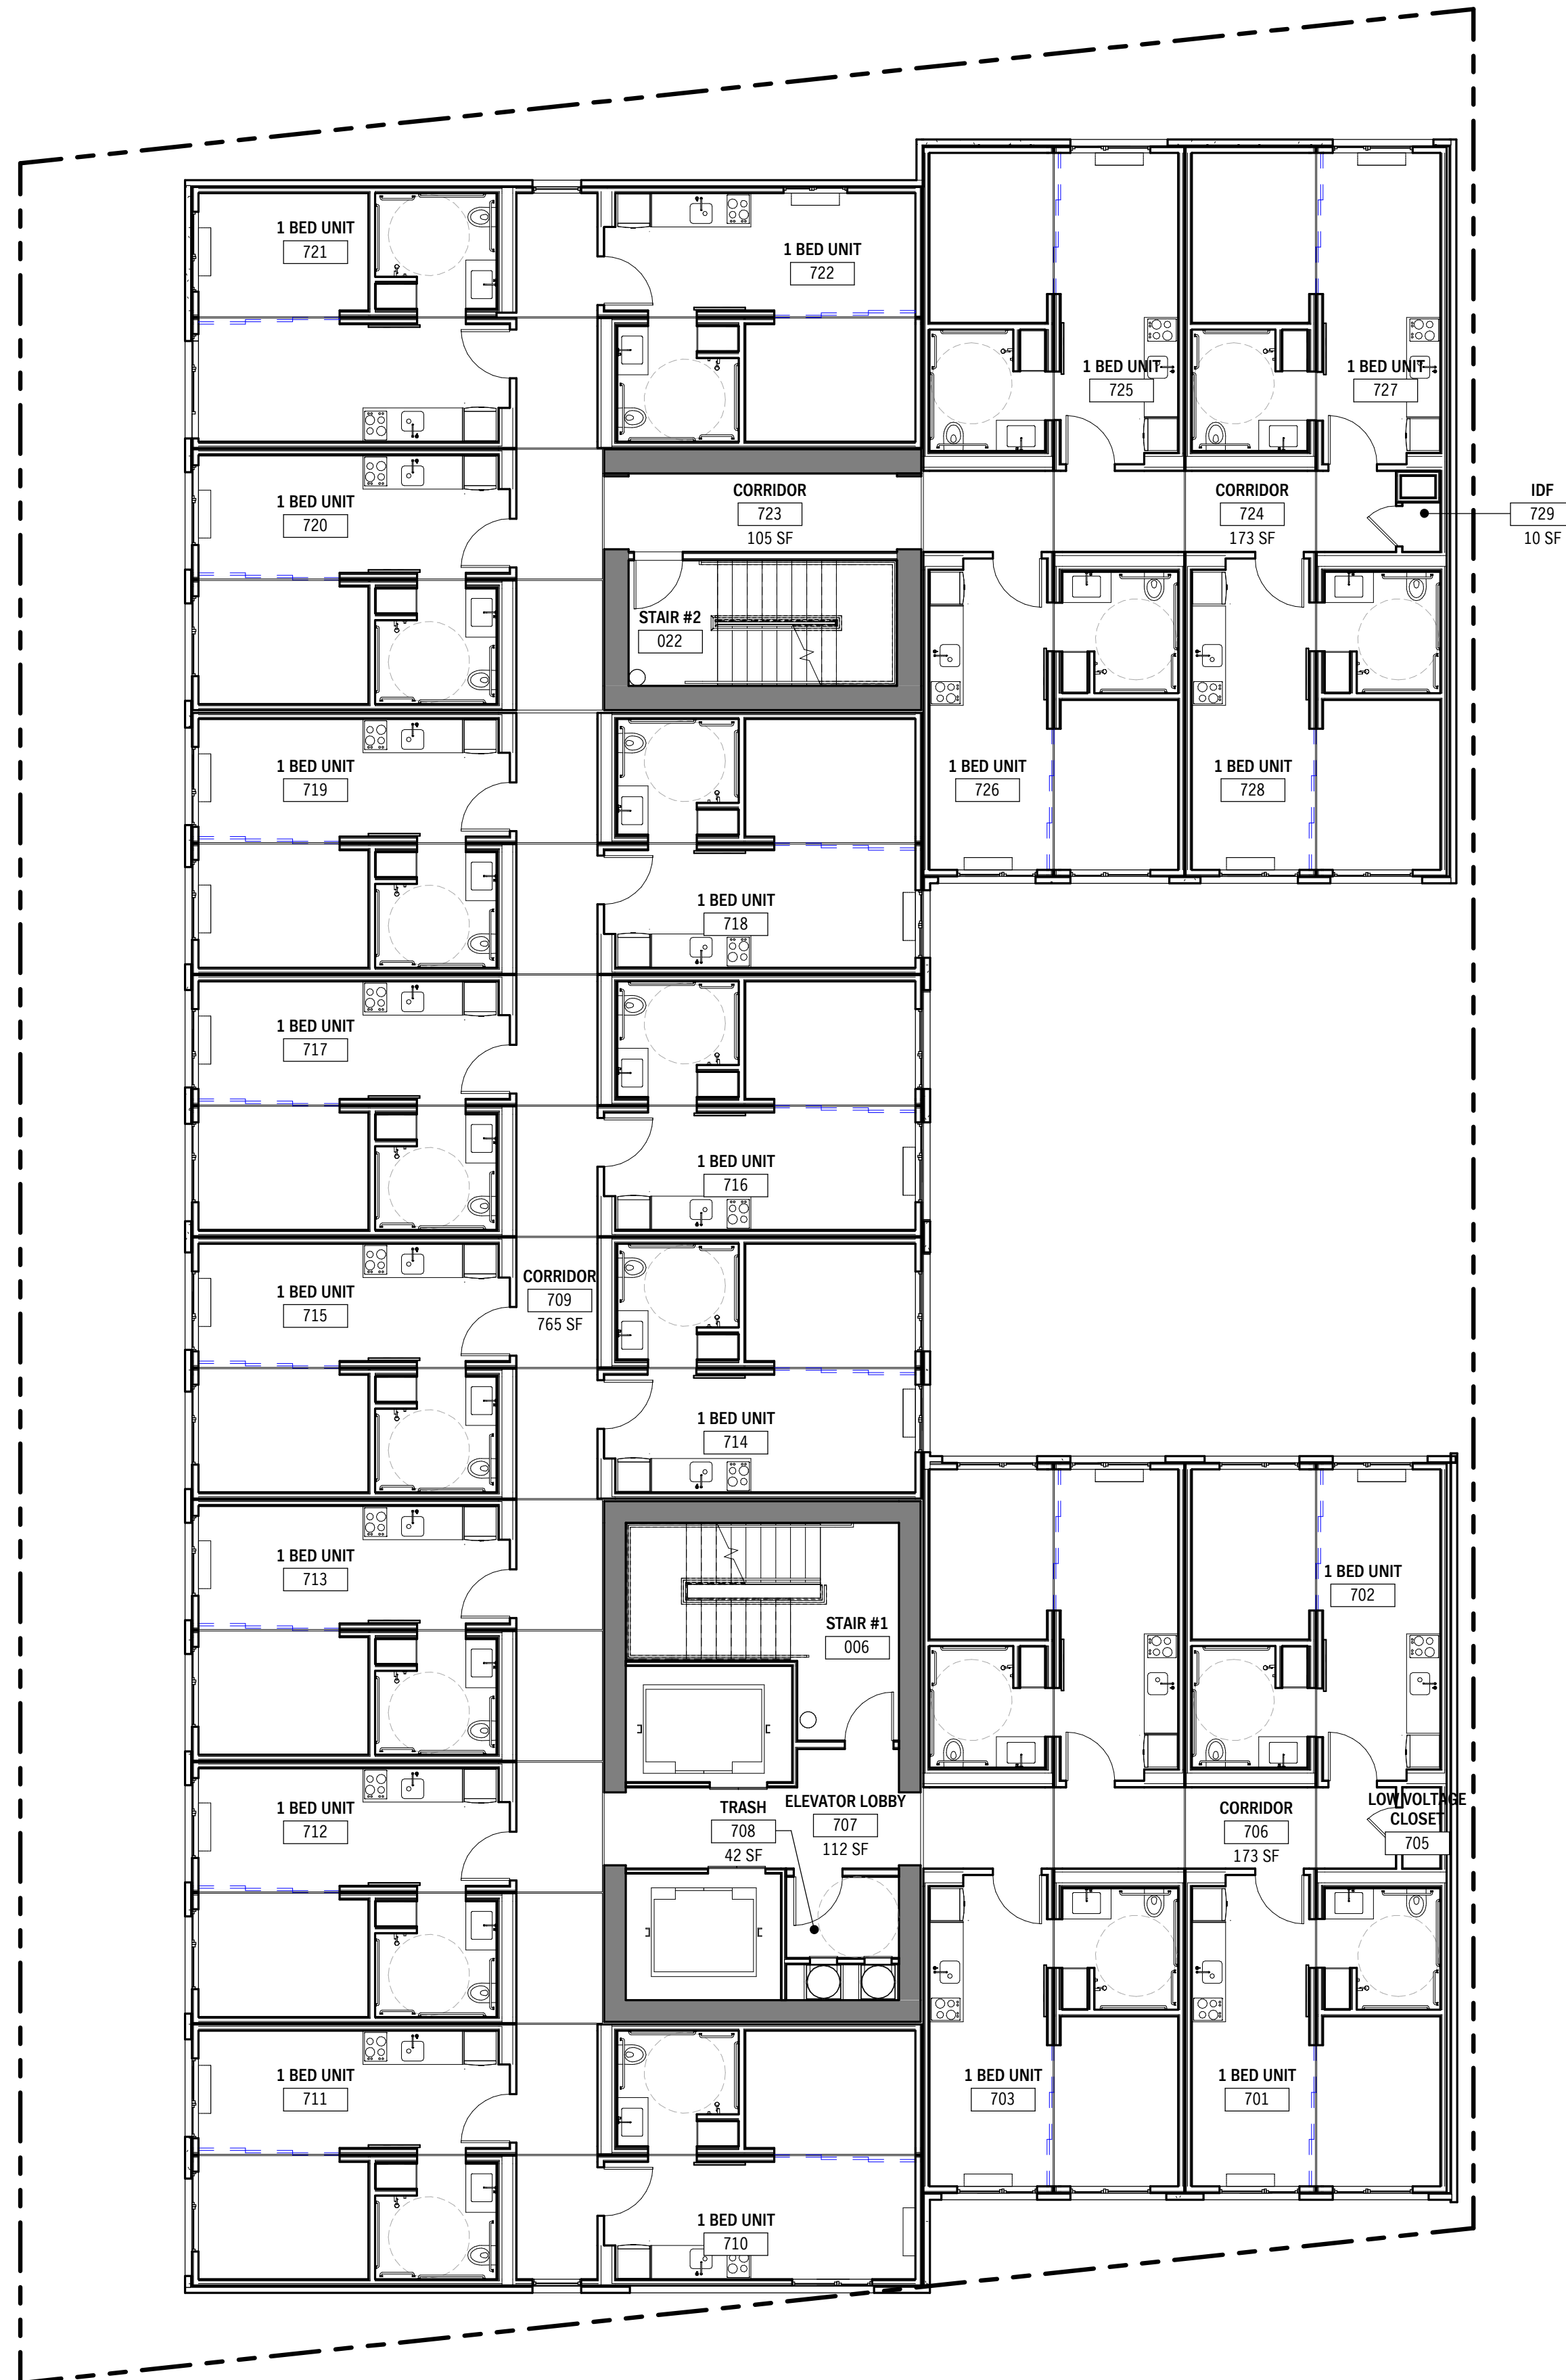 1 BED UNIT
721
1 BED UNIT
722
1 BED UNIT
725
1 BED UNIT
727
1 BED UNIT
720
CORRIDOR
723
105 SF
CORRIDOR
724
173 SF
IDF
729
10 SF
STAIR #2
022
1 BED UNIT
719
1 BED UNIT
726
1 BED UNIT
728
1 BED UNIT
718
1 BED UNIT
717
1 BED UNIT
716
1 BED UNIT
715
CORRIDOR
709
765 SF
1 BED UNIT
714
1 BED UNIT
713
1 BED UNIT
702
STAIR #1
006
1 BED UNIT
712
TRASH
708
42 SF
ELEVATOR LOBBY
707
112 SF
CORRIDOR
706
173 SF
LOW VOLTAGE
CLOSET
705
1 BED UNIT
711
1 BED UNIT
703
1 BED UNIT
701
1 BED UNIT
710